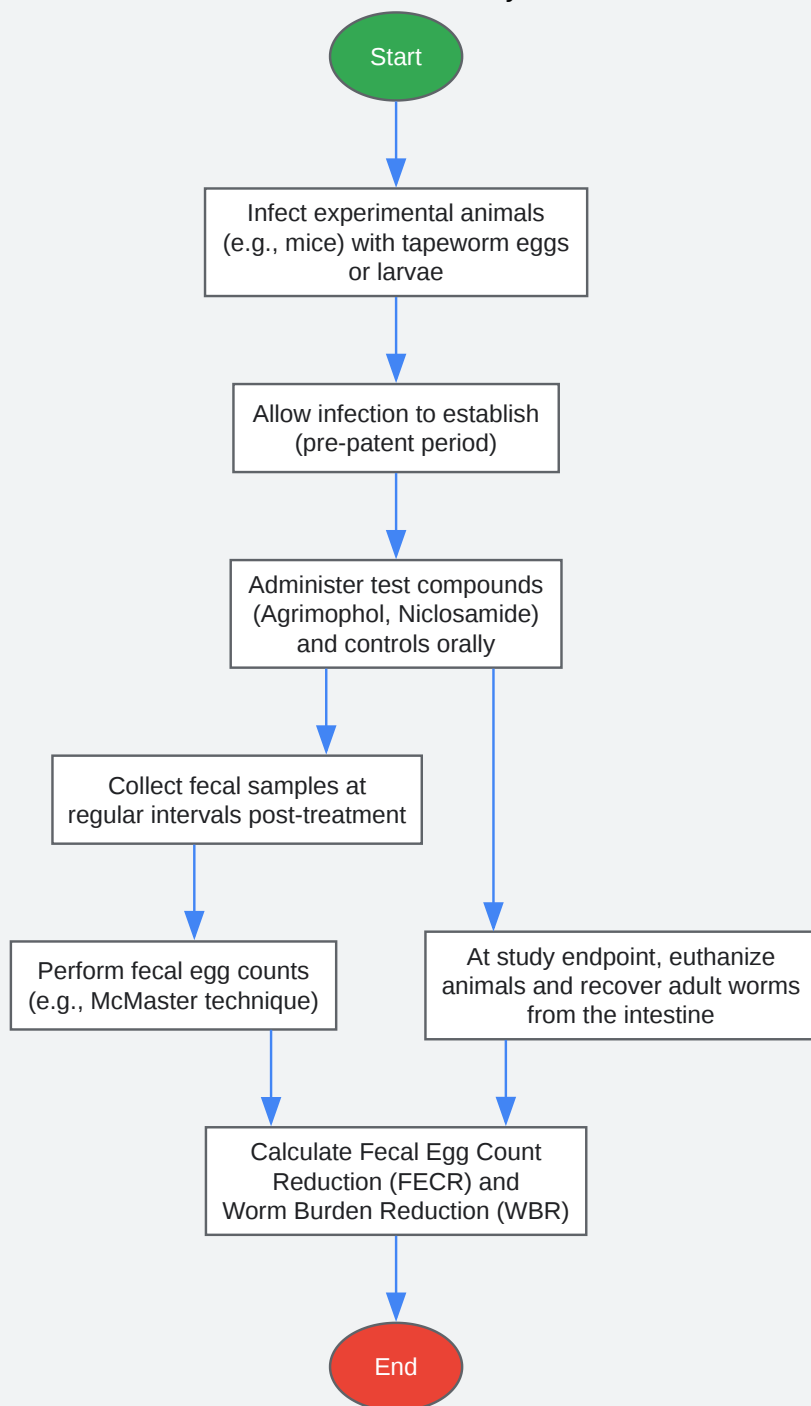 Start
Infect experimental animals
(e.g., mice) with tapeworm eggs
or larvae
Allow infection to establish
(pre-patent period)
Administer test compounds
(Agrimophol, Niclosamide)
and controls orally
Collect fecal samples at
regular intervals post-treatment
Perform fecal egg counts
(e.g., McMaster technique)
At study endpoint, euthanize
animals and recover adult worms
from the intestine
Calculate Fecal Egg Count
Reduction (FECR) and
Worm Burden Reduction (WBR)
End